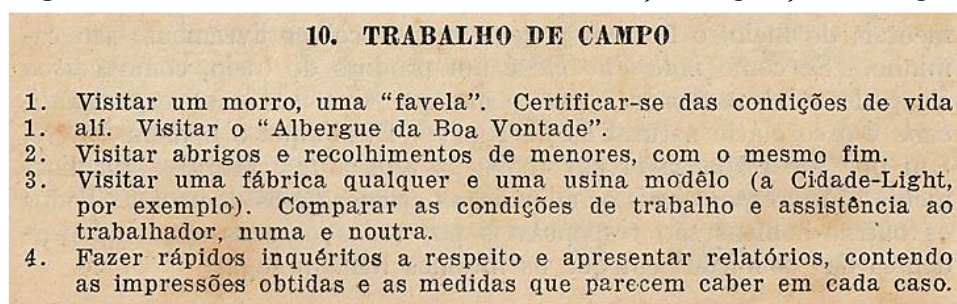 10. TRABALHO DE CAMPO
1. Visitar um morro, uma “favela”. Certificar-se das condições de vida
1. alí. Visitar o “Albergue da Boa Vontade”.
2. Visitar abrigos e recolhimentos de menores, com o mesmo fim.
3. Visitar uma fábrica qualquer e uma usina modêlo (a Cidade-Light,
por exemplo). Comparar as condições de trabalho e assistência ao
trabalhador, numa e noutra.
4. Fazer rápidos inquéritos a respeito e apresentar relatórios, contendo
as impressões obtidas e as medidas que parecem caber em cada caso.